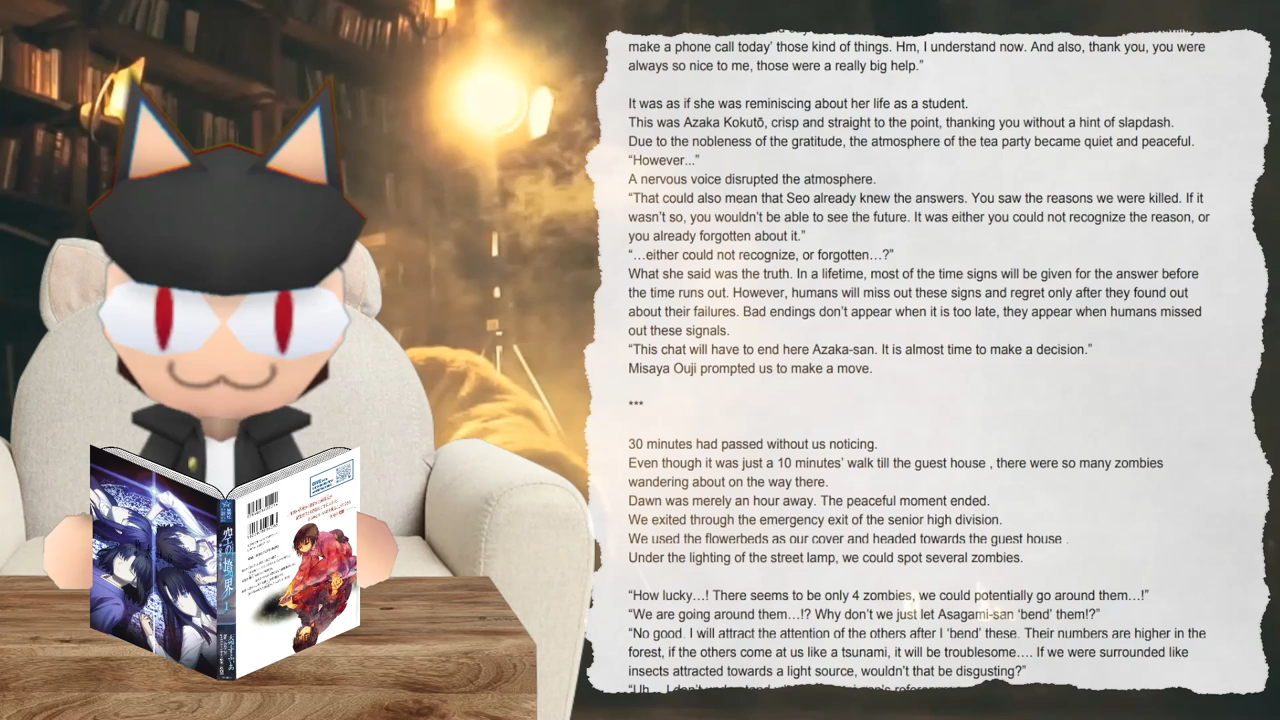 make a phone call today' those kind of things. Hm, I understand now. And also, thank you, you were
always so nice to me, those were a really big help.”
It was as if she was reminiscing about her life as a student.
This was Azaka Kokutō, crisp and straight to the point, thanking you without a hint of slapdash.
Due to the nobleness of the gratitude, the atmosphere of the tea party became quiet and peaceful.
“However...”
A nervous voice disrupted the atmosphere.
“That could also mean that Seo already knew the answers. You saw the reasons we were killed. If it
wasn't so, you wouldn't be able to see the future. It was either you could not recognize the reason, or
you already forgotten about it.”
“…either could not recognize, or forgotten…?”
What she said was the truth. In a lifetime, most of the time signs will be given for the answer before
the time runs out. However, humans will miss out these signs and regret only after they found out
about their failures. Bad endings don't appear when it is too late, they appear when humans missed
out these signals.
“This chat will have to end here Azaka-san. It is almost time to make a decision.”
Misaya Ouji prompted us to make a move.
***
30 minutes had passed without us noticing.
Even though it was just a 10 minutes' walk till the guest house , there were so many zombies
wandering about on the way there.
Dawn was merely an hour away. The peaceful moment ended.
We exited through the emergency exit of the senior high division.
We used the flowerbeds as our cover and headed towards the guest house .
Under the lighting of the street lamp, we could spot several zombies.
“How lucky…! There seems to be only 4 zombies, we could potentially go around them…!”
“We are going around them…!? Why don't we just let Asagami-san ‘bend’ them!?”
“No good. I will attract the attention of the others after I ‘bend’ these. Their numbers are higher in the
forest, if the others come at us like a tsunami, it will be troublesome…. If we were surrounded like
insects attracted towards a light source, wouldn't that be disgusting?”
空の境界
1